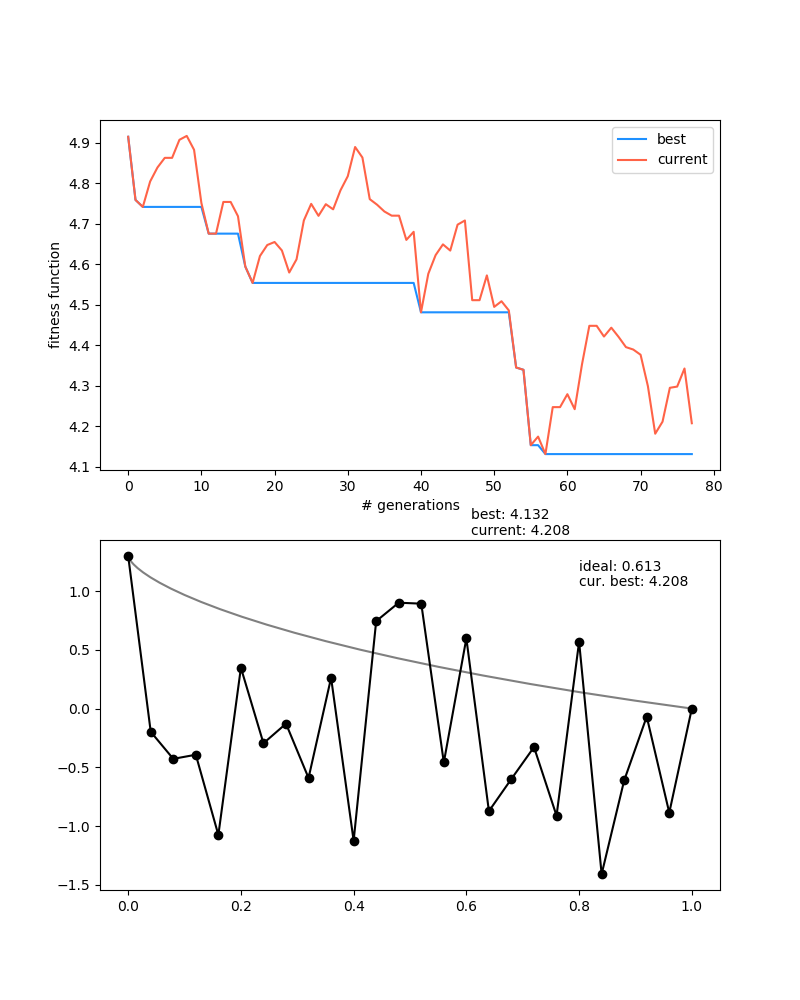 4.9
4.8
4.7
4.6
4.5
4.4
4.3
4.2
4.1
fitness function
best
current
0 10 20 30 40 50 60 70 80
# generations
best: 4.132
current: 4.208
ideal: 0.613
cur. best: 4.208
1.0
0.5
0.0
−0.5
−1.0
−1.5
0.0 0.2 0.4 0.6 0.8 1.0